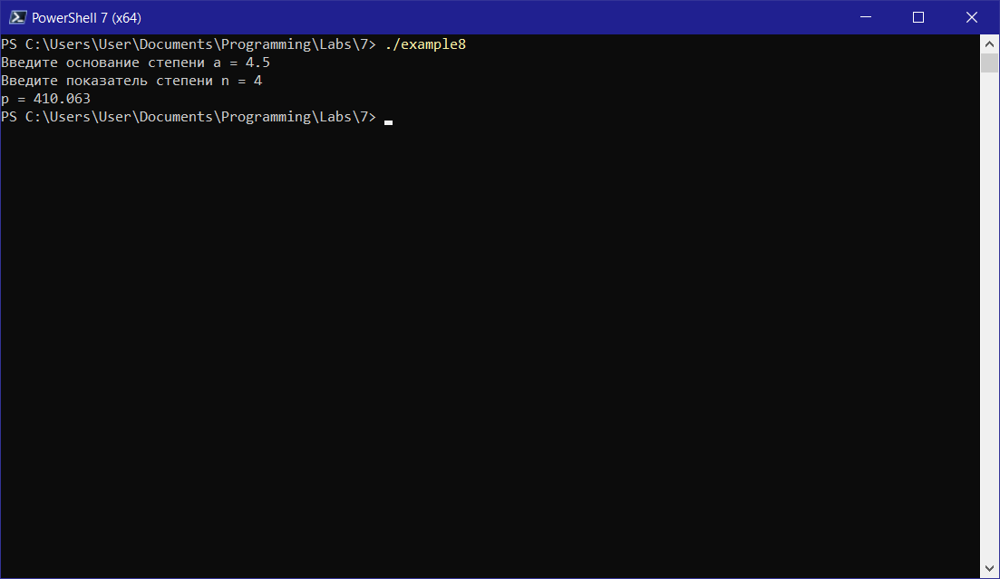 PowerShell 7 (x64)
PS C:\Users\User\Documents\Programming\Labs\7> ./example8
Введите основание степени a = 4.5
Введите показатель степени n = 4
p = 410.063
PS C:\Users\User\Documents\Programming\Labs\7>